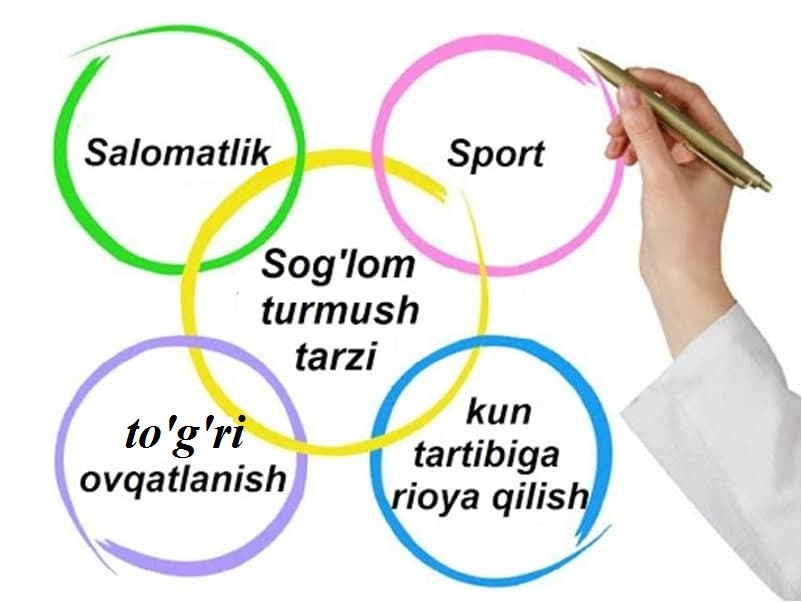 Salomatlik
Sport
Sog'lom
turmush
tarzi
to'g'ri
ovqatlanish
kun
tartibiga
rioya qilish